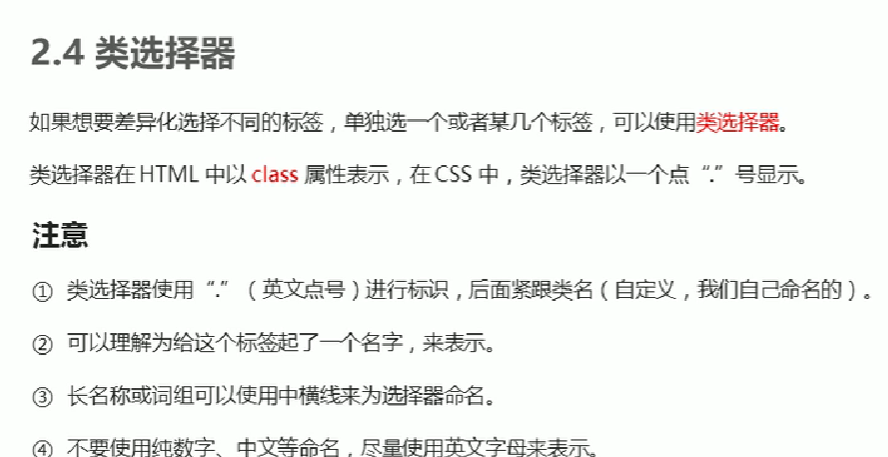 2.4 类选择器
如果想要差异化选择不同的标签，单独选一个或者某几个标签，可以使用类选择器。
类选择器在HTML 中以 class 属性表示，在CSS 中，类选择器以一个点“.”号显示。
注意
① 类选择器使用“.”（英文点号）进行标识，后面紧跟类名（自定义，我们自己命名的）。
② 可以理解为给这个标签起了一个名字，来表示。
③ 长名称或词组可以使用中横线来为选择器命名。
④ 不要使用纯数字、中文等命名，尽量使用英文字母来表示。